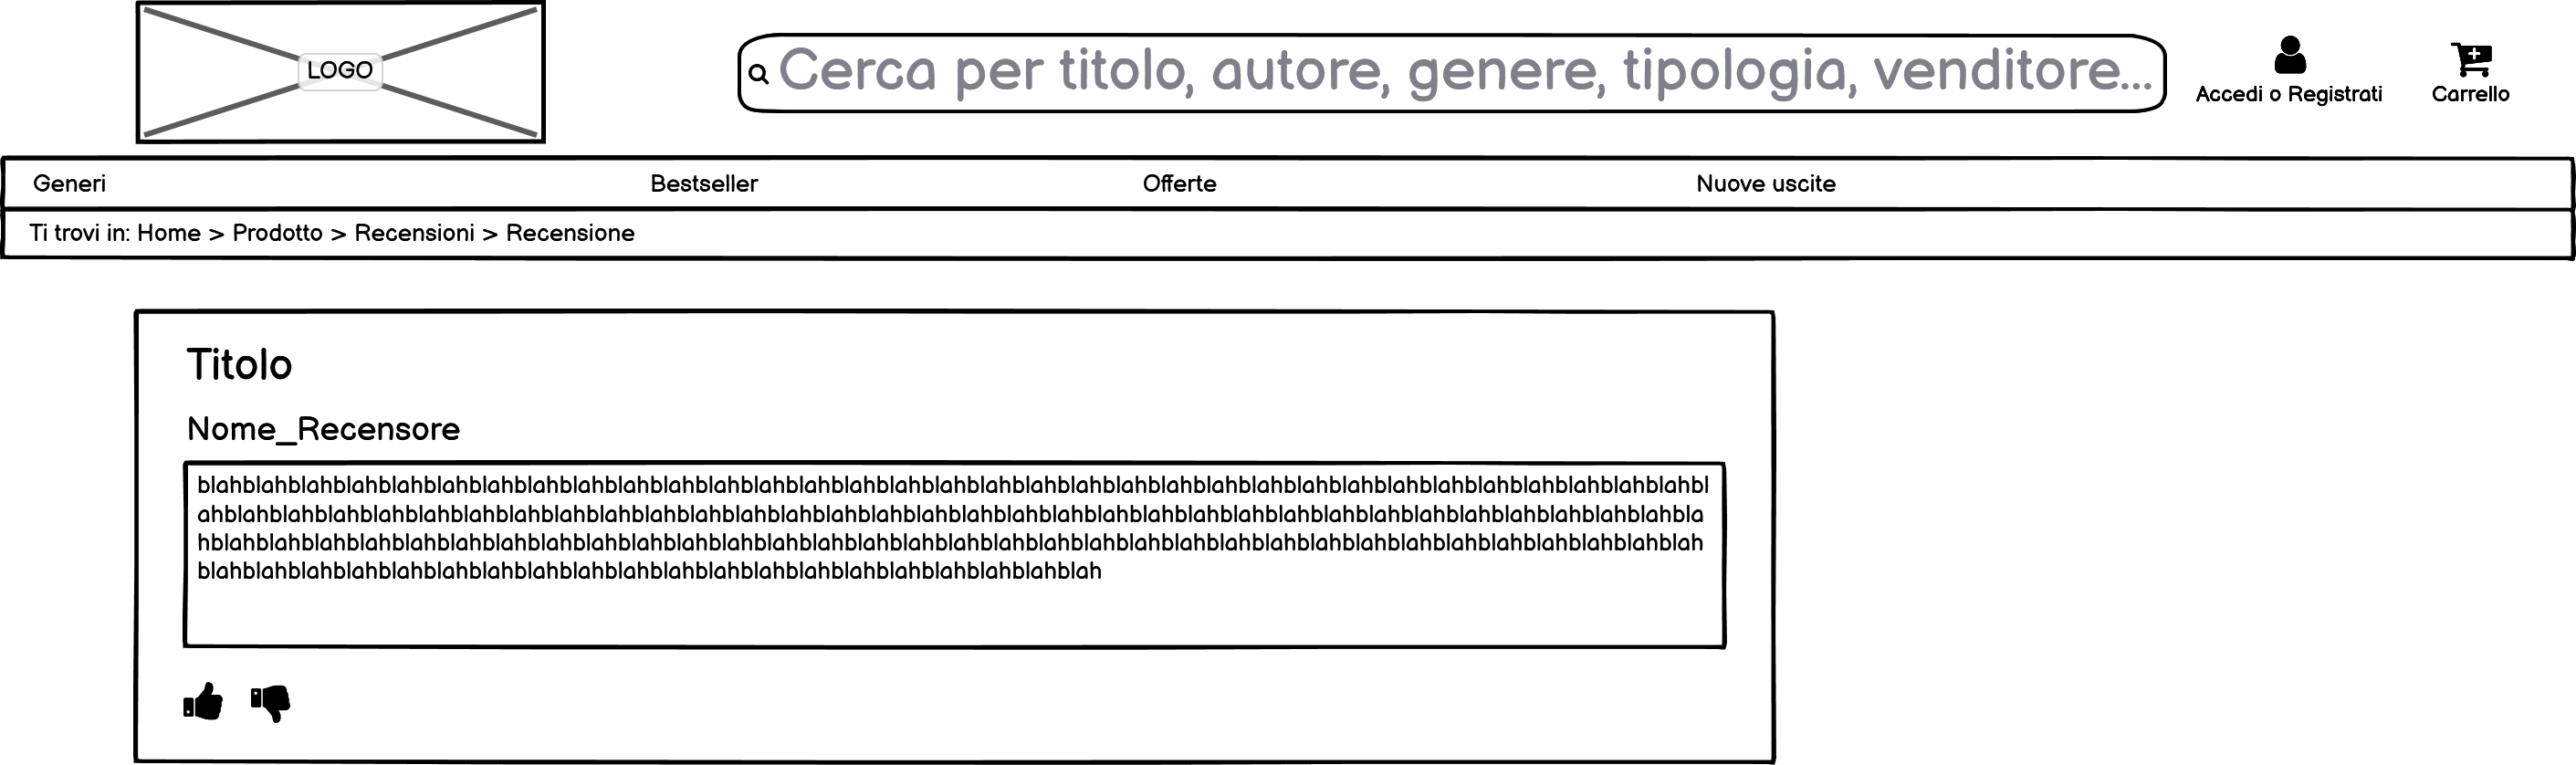 LOGO
Cerca per titolo, autore, genere, tipologia, venditore...
Accedi o Registrati
Carrello
Generi
Bestseller
Offerte
Nuove uscite
Ti trovi in: Home > Prodotto > Recensioni > Recensione
Titolo
Nome_Recensore
blahblahblahblahblahblahblahblahblahblahblahblahblahblahblahblahblahblahblahblahblahblahblahblahblahblahblahblahblahblahblahblahblahbl
ahblahblahblahblahblahblahblahblahblahblahblahblahblahblahblahblahblahblahblahblahblahblahblahblahblahblahblahblahblahblahblahblahbla
hblahblahblahblahblahblahblahblahblahblahblahblahblahblahblahblahblahblahblahblahblahblahblahblahblahblahblahblahblahblahblahblahblah
blahblahblahblahblahblahblahblahblahblahblahblahblahblahblahblahblahblahblahblah